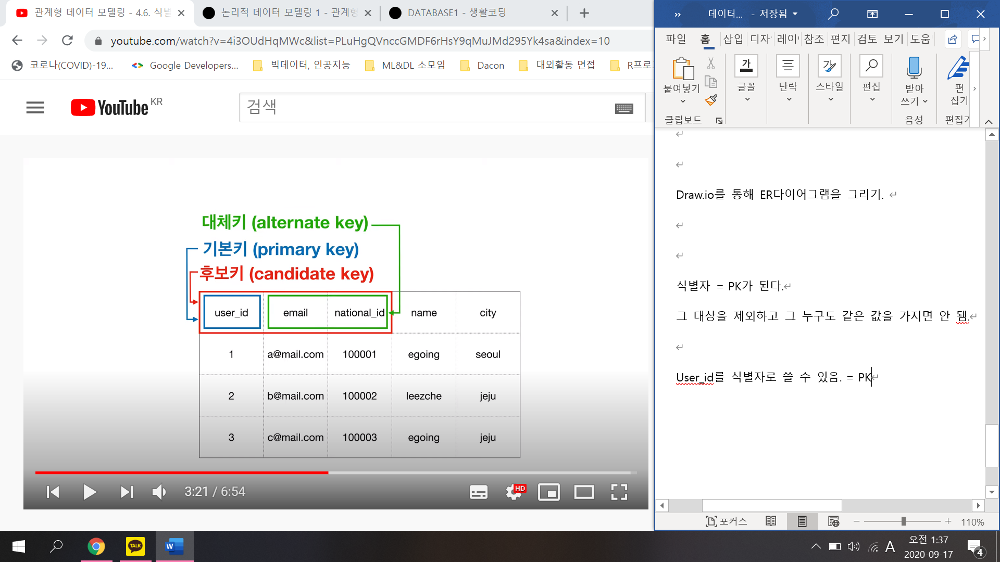 관계형 데이터 모델링 - 4.6. 식별
논리적 데이터 모델링 1 - 관계형
DATABASE1 - 생활코딩
youtube.com/watch?v=4i3OUdHqMWc&list=PLuHgQVnccGMDF6rHsY9qMuJMd295Yk4sa&index=10
코로나(COVID)-19...
Google Developers...
빅데이터, 인공지능
ML&DL 소모임
Dacon
대외활동 면접
R프로그
YouTube KR
검색
대체키 (alternate key)
기본키 (primary key)
후보키 (candidate key)
user_id email national_id name city
1 a@mail.com 100001 egoing seoul
2 b@mail.com 100002 leezche jeju
3 c@mail.com 100003 egoing jeju
3:21 / 6:54
HD
데이터... - 저장됨
파일 홈 삽입 디자 레이 참조 편지 검토 보기 도움
가
가
붙여넣기
글꼴
단락
스타일
편집
받아
쓰기
편
집기
클립보드
음성
편집기
Draw.io를 통해 ER다이어그램을 그리기.
식별자 = PK가 된다.
그 대상을 제외하고 그 누구도 같은 값을 가지면 안 됌.
User_id를 식별자로 쓸 수 있음. = PK
포커스
110%
TALK
W
A
오전 1:37
2020-09-17
4